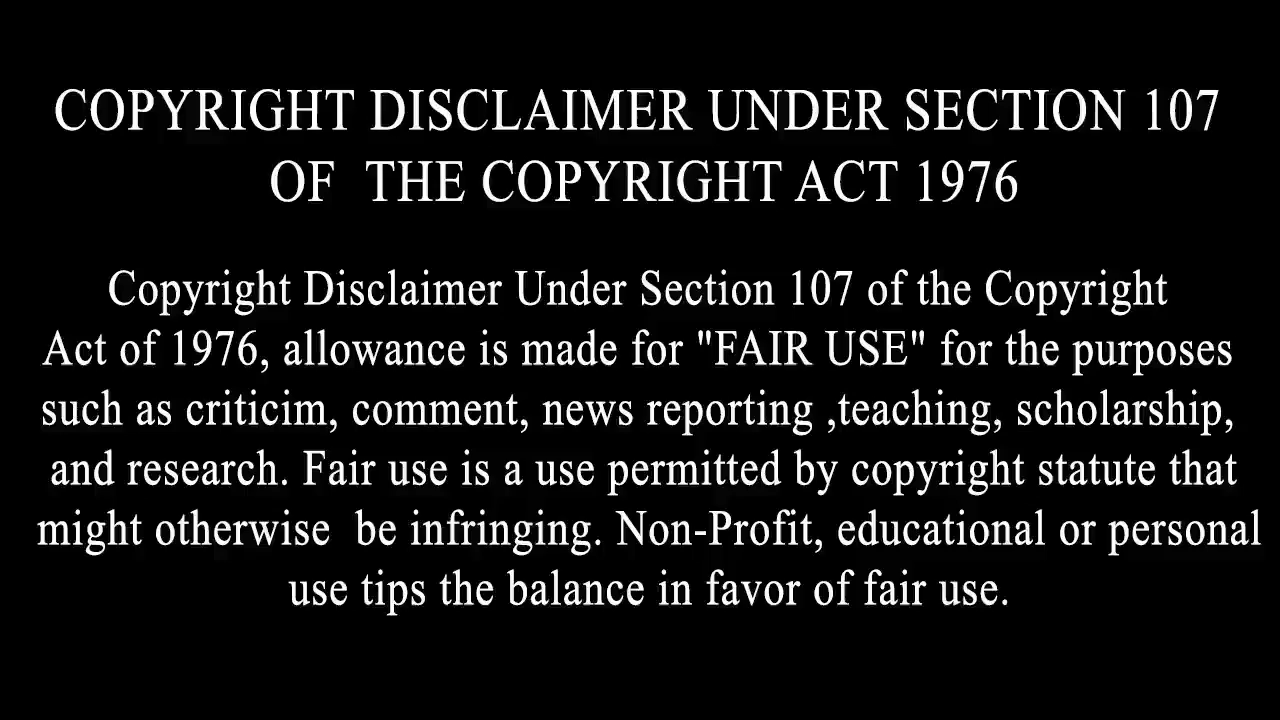 COPYRIGHT DISCLAIMER UNDER SECTION 107
OF  THE COPYRIGHT ACT 1976
Copyright Disclaimer Under Section 107 of the Copyright
Act of 1976, allowance is made for "FAIR USE" for the purposes
such as criticim, comment, news reporting ,teaching, scholarship,
and research. Fair use is a use permitted by copyright statute that
might otherwise  be infringing. Non-Profit, educational or personal
use tips the balance in favor of fair use.